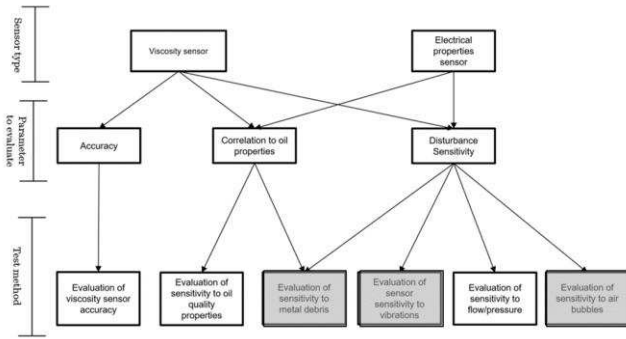 Sensor type
Viscosity sensor
Electrical
properties
sensor
Parameter
to evaluate
Accuracy
Correlation to oil
properties
Disturbance
Sensitivity
Test method
Evaluation of
viscosity sensor
accuracy
Evaluation of
sensitivity to oil
quality
properties
Evaluation of
sensitivity to
metal debris
Evaluation of
sensor
sensitivity to
vibrations
Evaluation of
sensitivity to
flow/pressure
Evaluation of
sensitivity to air
bubbles